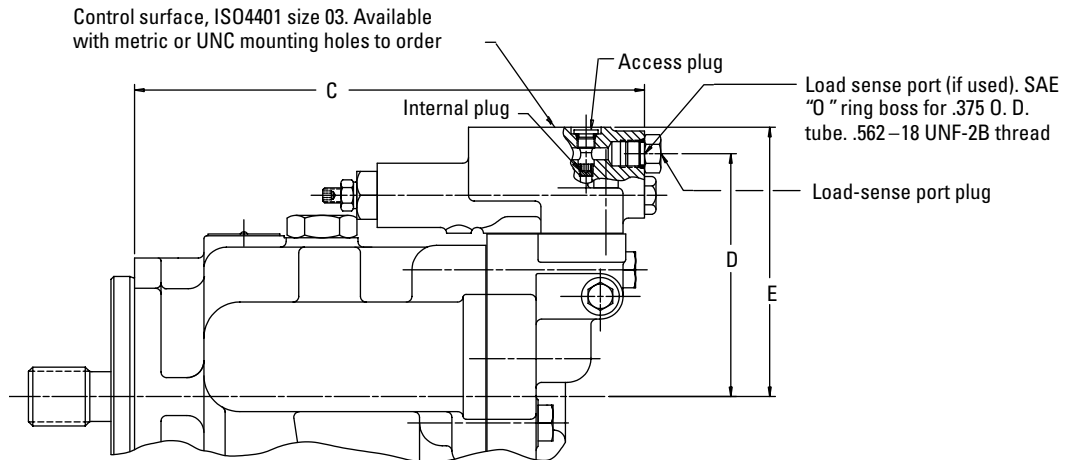 Control surface, ISO4401 size 03. Available
with metric or UNC mounting holes to order
Access plug
C
Internal plug
Load sense port (if used). SAE
“O ” ring boss for .375 O. D.
tube. .562–18 UNF-2B thread
Load-sense port plug
D
E